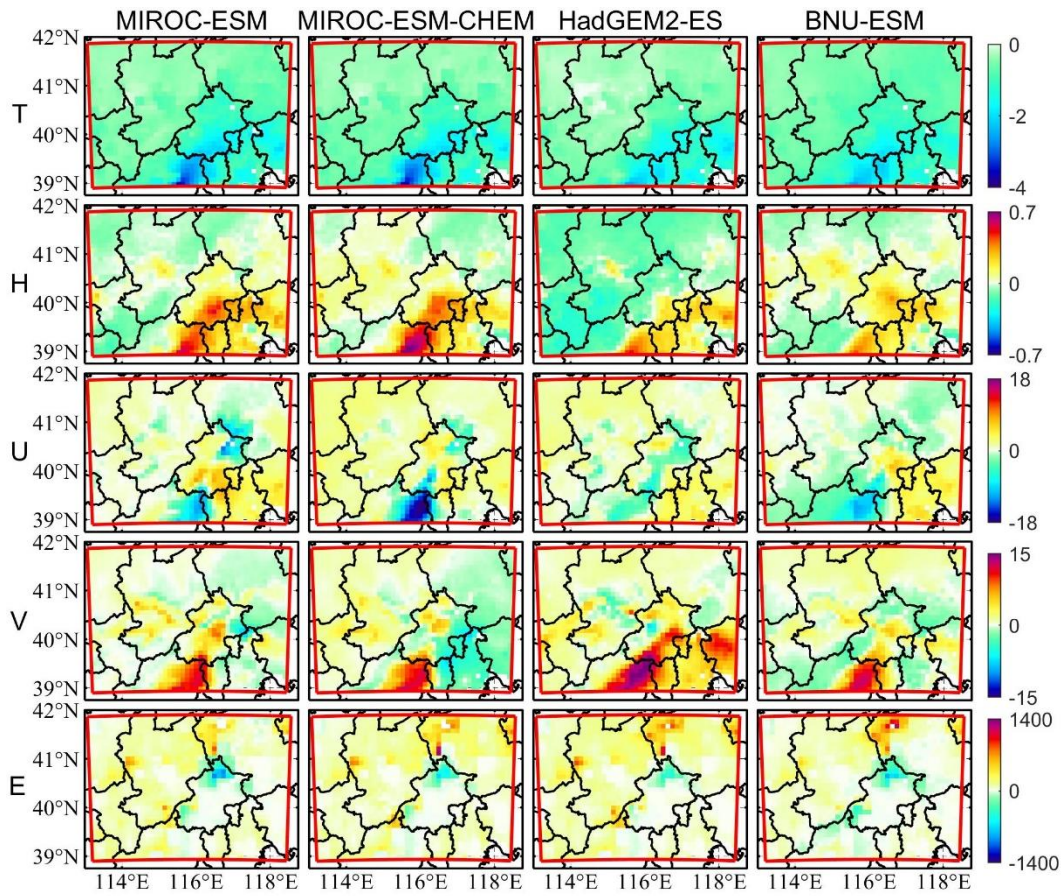 MIROC-ESM MIROC-ESM-CHEM HadGEM2-ES BNU-ESM
42°N 0
41°N
T -2
40°N
39°N -4
42°N 0.7
41°N
H 0
40°N
39°N -0.7
42°N 18
41°N
U 0
40°N
39°N -18
42°N 15
41°N
V 0
40°N
39°N -15
42°N 1400
41°N
E 0
40°N
39°N -1400
114°E 116°E 118°E 114°E 116°E 118°E 114°E 116°E 118°E 114°E 116°E 118°E